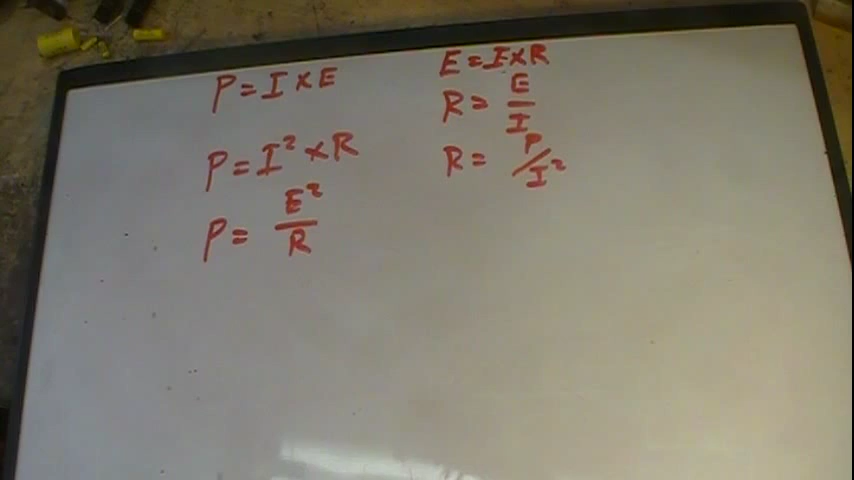 P = I x E
P = I² x R
P = E²/R
E = I x R
R = E/I
R = P/I²